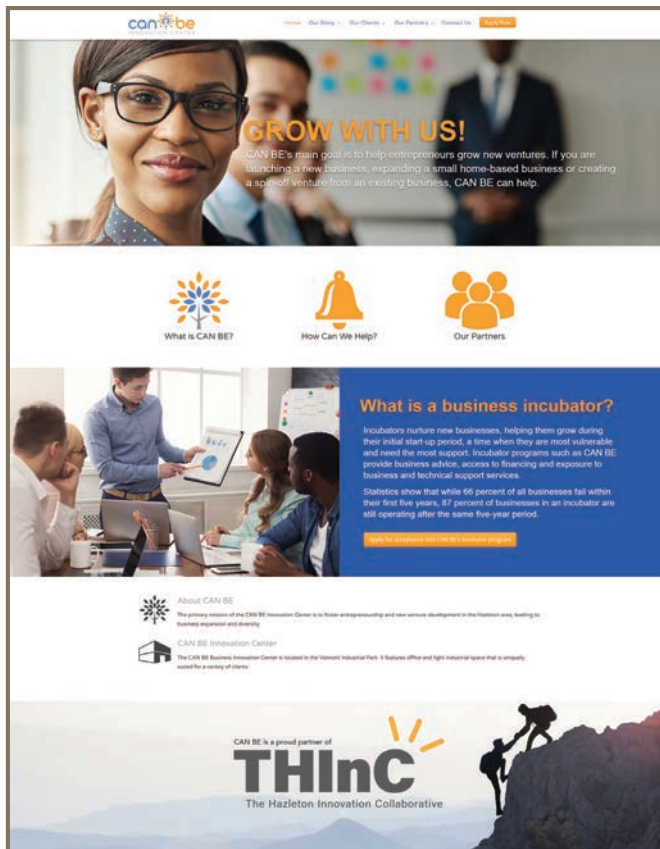 can be
INNOVATION CENTER
Home Our Story Our Clients Our Partners Contact Us Apply Now
GROW WITH US!
CAN BE's main goal is to help entrepreneurs grow new ventures. If you are
launching a new business, expanding a small home-based business or creating
a spin-off venture from an existing business, CAN BE can help.
What is CAN BE?
How Can We Help?
Our Partners
What is a business incubator?
Incubators nurture new businesses, helping them grow during
their initial start-up period, a time when they are most vulnerable
and need the most support. Incubator programs such as CAN BE
provide business advice, access to financing and exposure to
business and technical support services.
Statistics show that while 66 percent of all businesses fail within
their first five years, 87 percent of businesses in an incubator are
still operating after the same five-year period.
Apply for acceptance into CAN BE's incubator program
About CAN BE
The primary mission of the CAN BE Innovation Center is to foster entrepreneurship and new venture development in the Hazleton area, leading to
business expansion and diversity.
CAN BE Innovation Center
The CAN BE Business Innovation Center is located in the Valmont Industrial Park. It features office and light industrial space that is uniquely
suited for a variety of clients.
CAN BE is a proud partner of
THInC
The Hazleton Innovation Collaborative